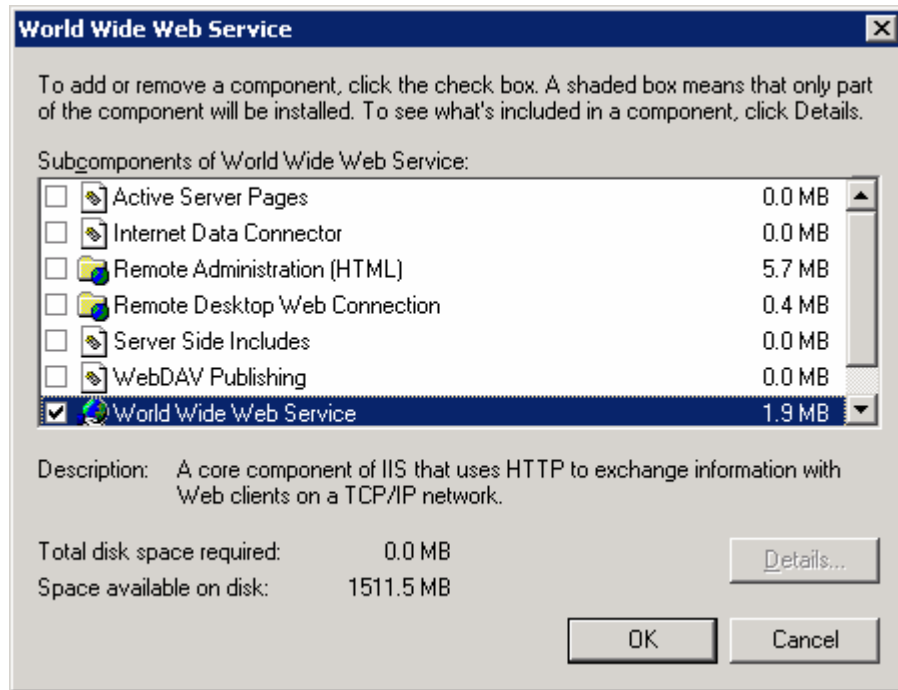 World Wide Web Service
To add or remove a component, click the check box. A shaded box means that only part
of the component will be installed. To see what's included in a component, click Details.
Subcomponents of World Wide Web Service:
Active Server Pages 0.0 MB
Internet Data Connector 0.0 MB
Remote Administration (HTML) 5.7 MB
Remote Desktop Web Connection 0.4 MB
Server Side Includes 0.0 MB
WebDAV Publishing 0.0 MB
World Wide Web Service 1.9 MB
Description: A core component of IIS that uses HTTP to exchange information with
Web clients on a TCP/IP network.
Total disk space required: 0.0 MB
Space available on disk: 1511.5 MB
Details...
OK Cancel